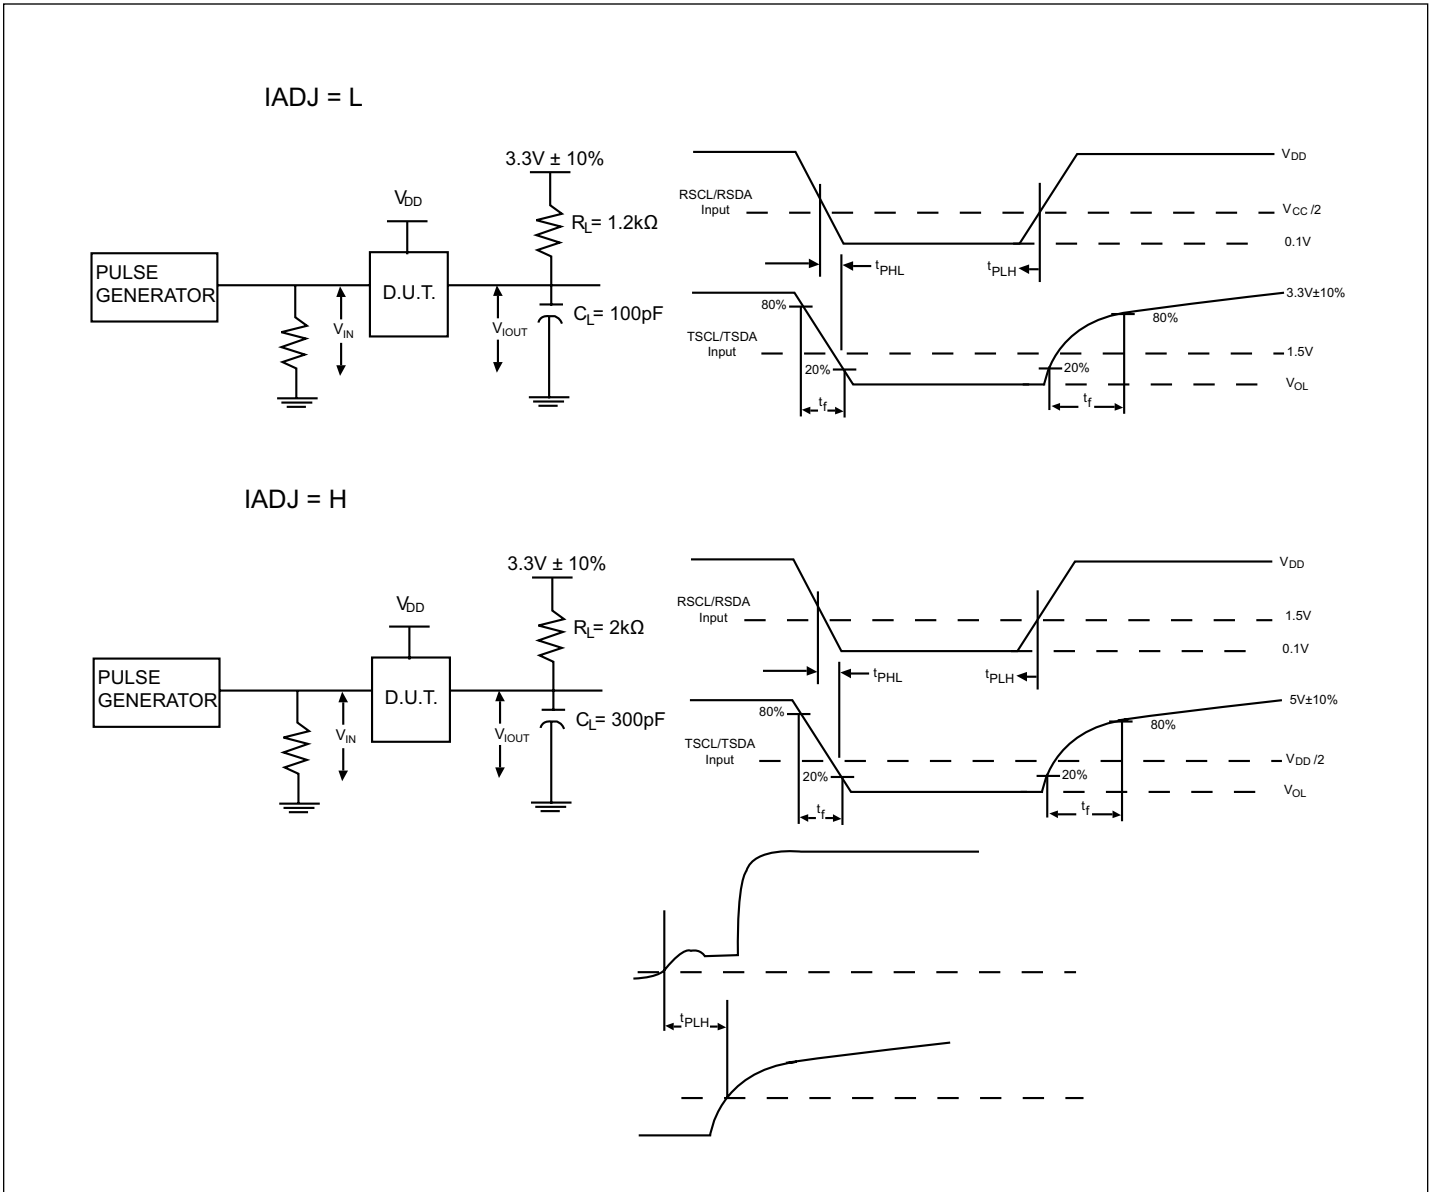 IADJ = L
3.3V ± 10%
VDD
RL= 1.2kΩ
PULSE
GENERATOR
D.U.T.
VIN
VIOUT
CL= 100pF
VDD
RSCL/RSDA
Input
VCC /2
0.1V
tPHL
tPLH
3.3V±10%
80%
80%
TSCL/TSDA
Input
1.5V
20%
20%
VOL
tf
tf
IADJ = H
3.3V ± 10%
VDD
RL= 2kΩ
PULSE
GENERATOR
D.U.T.
VIN
VIOUT
CL= 300pF
VDD
RSCL/RSDA
Input
1.5V
0.1V
tPHL
tPLH
5V±10%
80%
80%
TSCL/TSDA
Input
VDD /2
20%
20%
VOL
tf
tf
tPLH